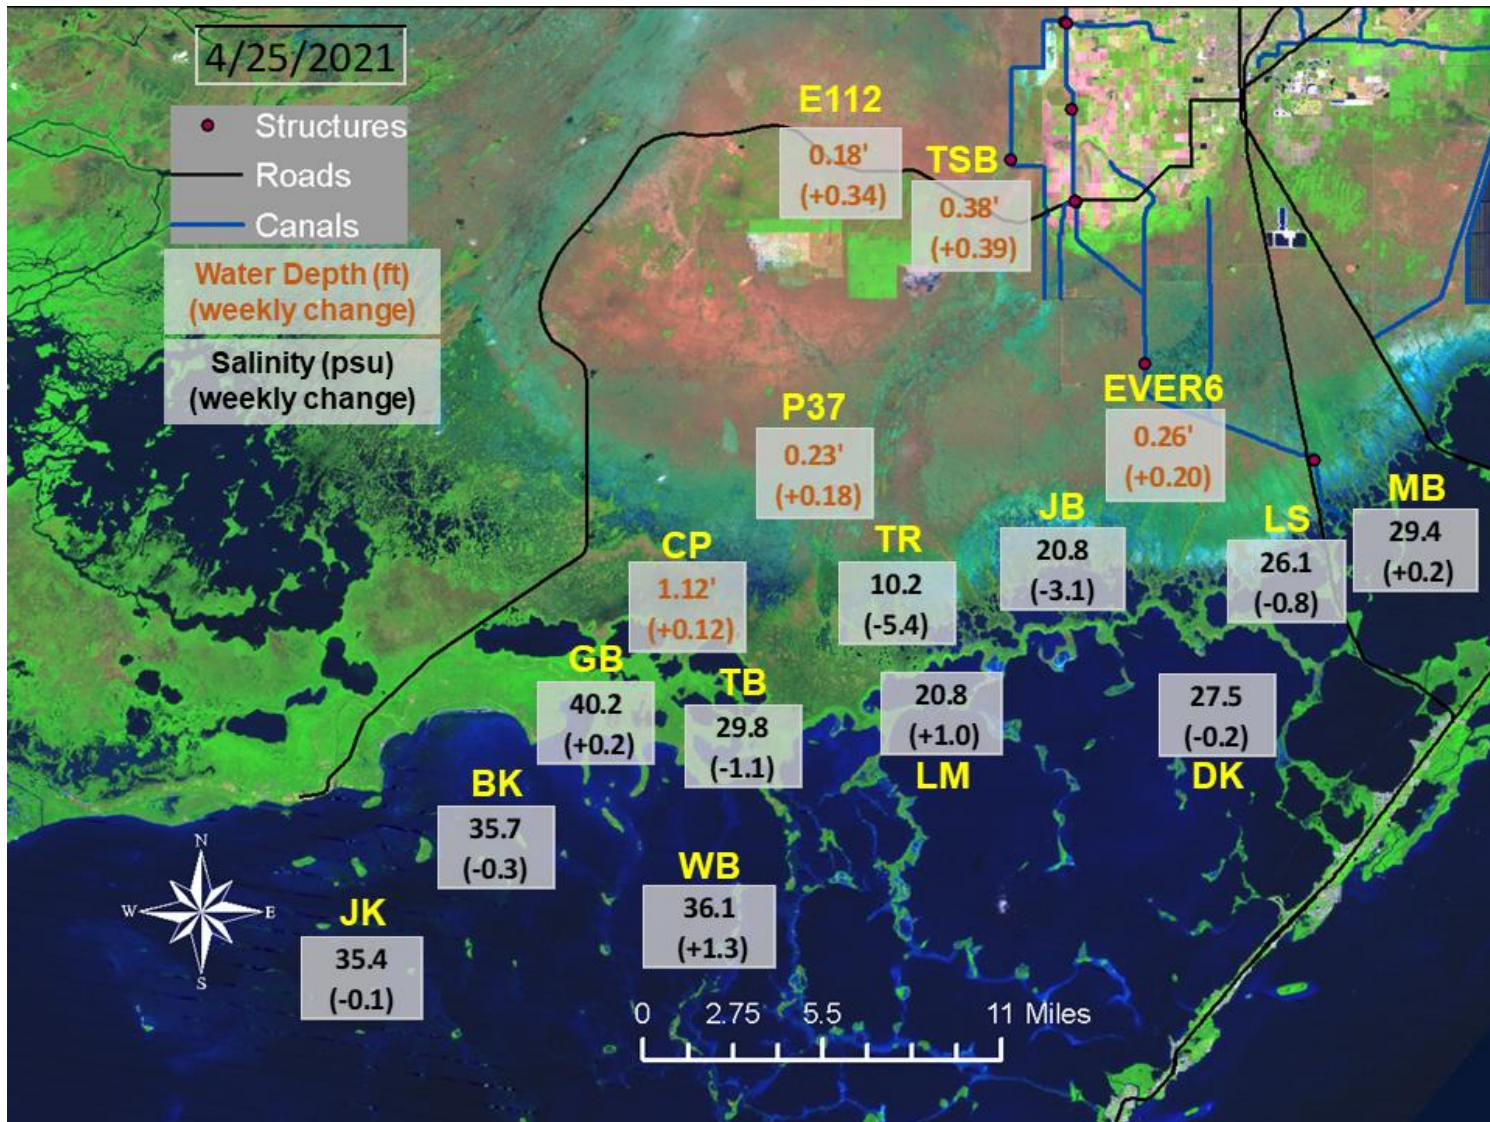 4/25/2021
Structures
Roads
Canals
Water Depth (ft)
(weekly change)
Salinity (psu)
(weekly change)
E112
0.18'
(+0.34)
TSB
0.38'
(+0.39)
P37
0.23'
(+0.18)
EVER6
0.26'
(+0.20)
CP
1.12'
(+0.12)
TR
10.2
(-5.4)
JB
20.8
(-3.1)
LS
26.1
(-0.8)
MB
29.4
(+0.2)
GB
40.2
(+0.2)
TB
29.8
(-1.1)
20.8
(+1.0)
LM
27.5
(-0.2)
DK
BK
35.7
(-0.3)
WB
36.1
(+1.3)
JK
35.4
(-0.1)
N
W E
S
0 2.75 5.5 11 Miles